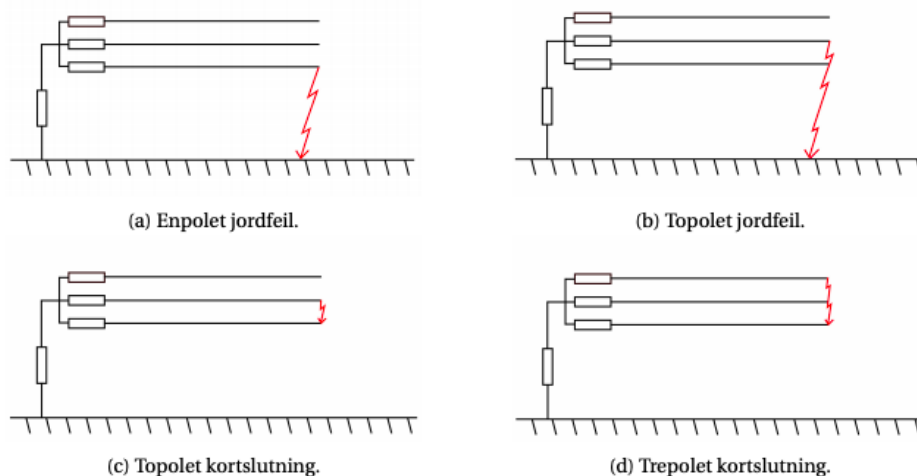 (a) Enpolet jordfeil.
(b) Topolet jordfeil.
(c) Topolet kortslutning.
(d) Trepolet kortslutning.